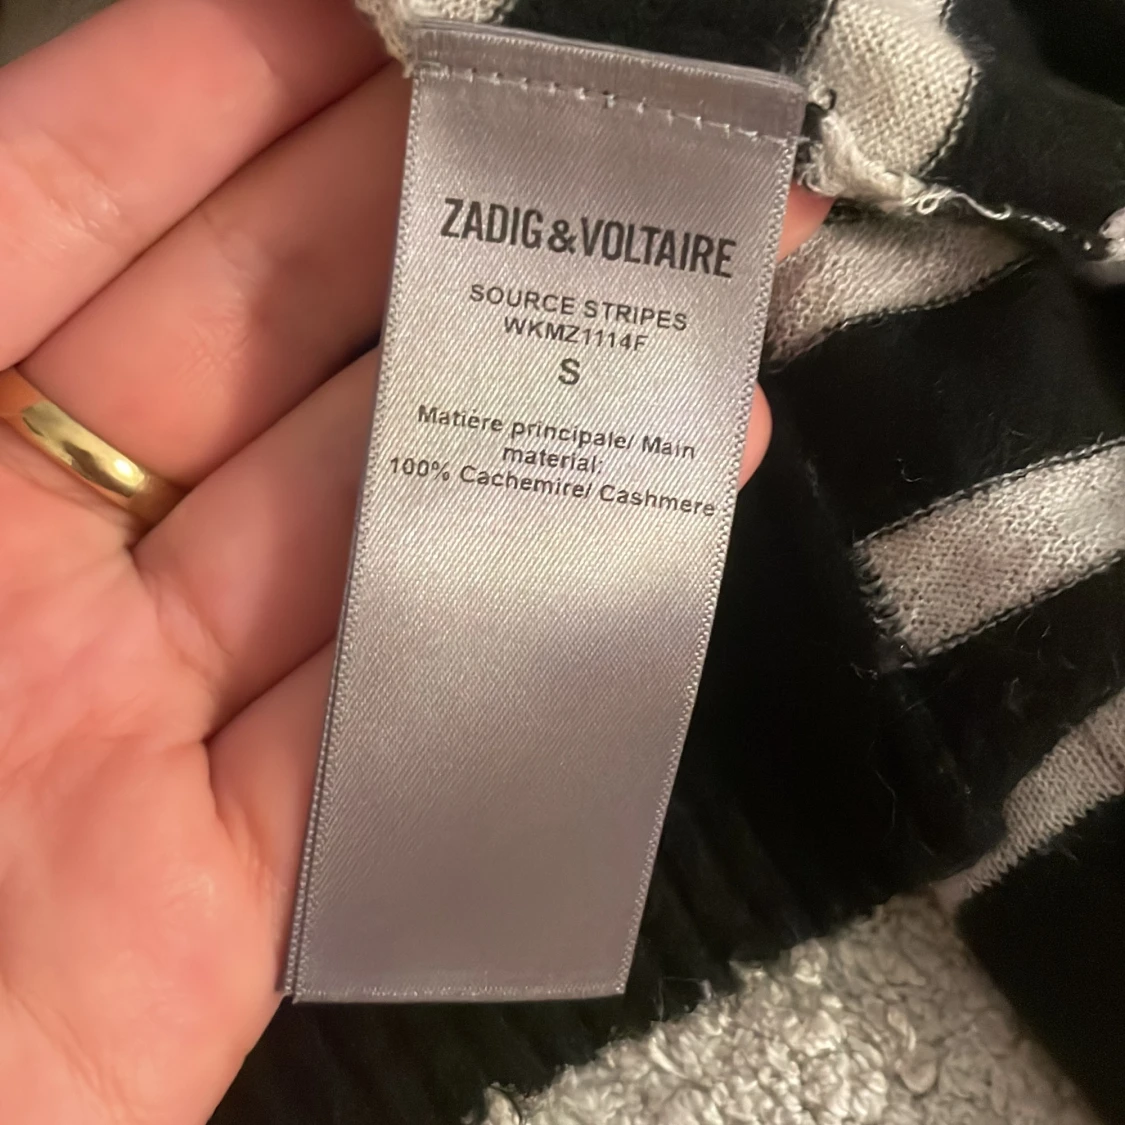 ZADIG&VOLTAIRE
SOURCE STRIPES
WKMZ1114F
S
Matière principale/ Main
material:
100% Cachemire/ Cashmere